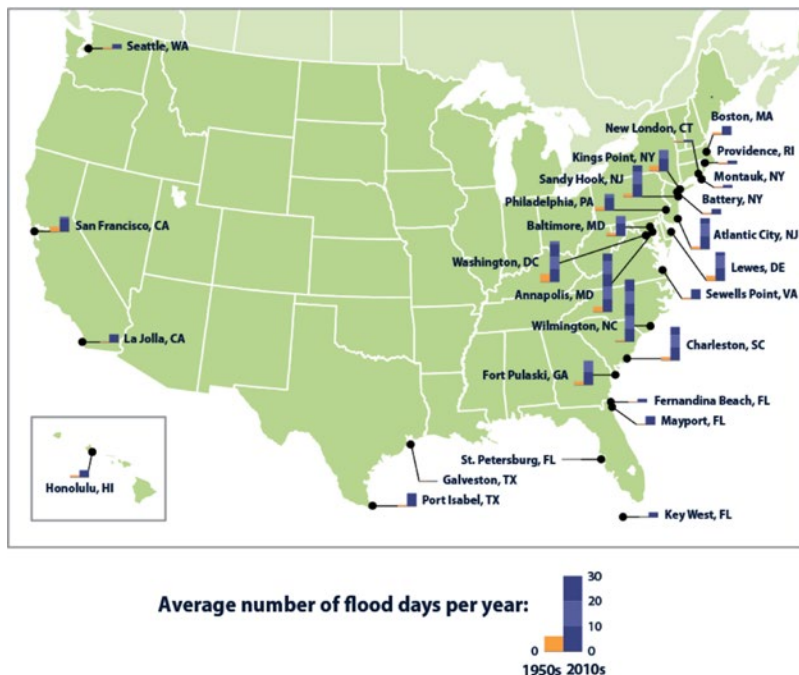 Seattle, WA
Boston, MA
New London, CT
Providence, RI
Kings Point, NY
Montauk, NY
Sandy Hook, NJ
Battery, NY
Philadelphia, PA
San Francisco, CA
Baltimore, MD
Atlantic City, NJ
Washington, DC
Lewes, DE
Annapolis, MD
Sewells Point, VA
Wilmington, NC
La Jolla, CA
Charleston, SC
Fort Pulaski, GA
Fernandina Beach, FL
Mayport, FL
St. Petersburg, FL
Galveston, TX
Honolulu, HI
Port Isabel, TX
Key West, FL
30
Average number of flood days per year:
20
10
0
0
1950s 2010s